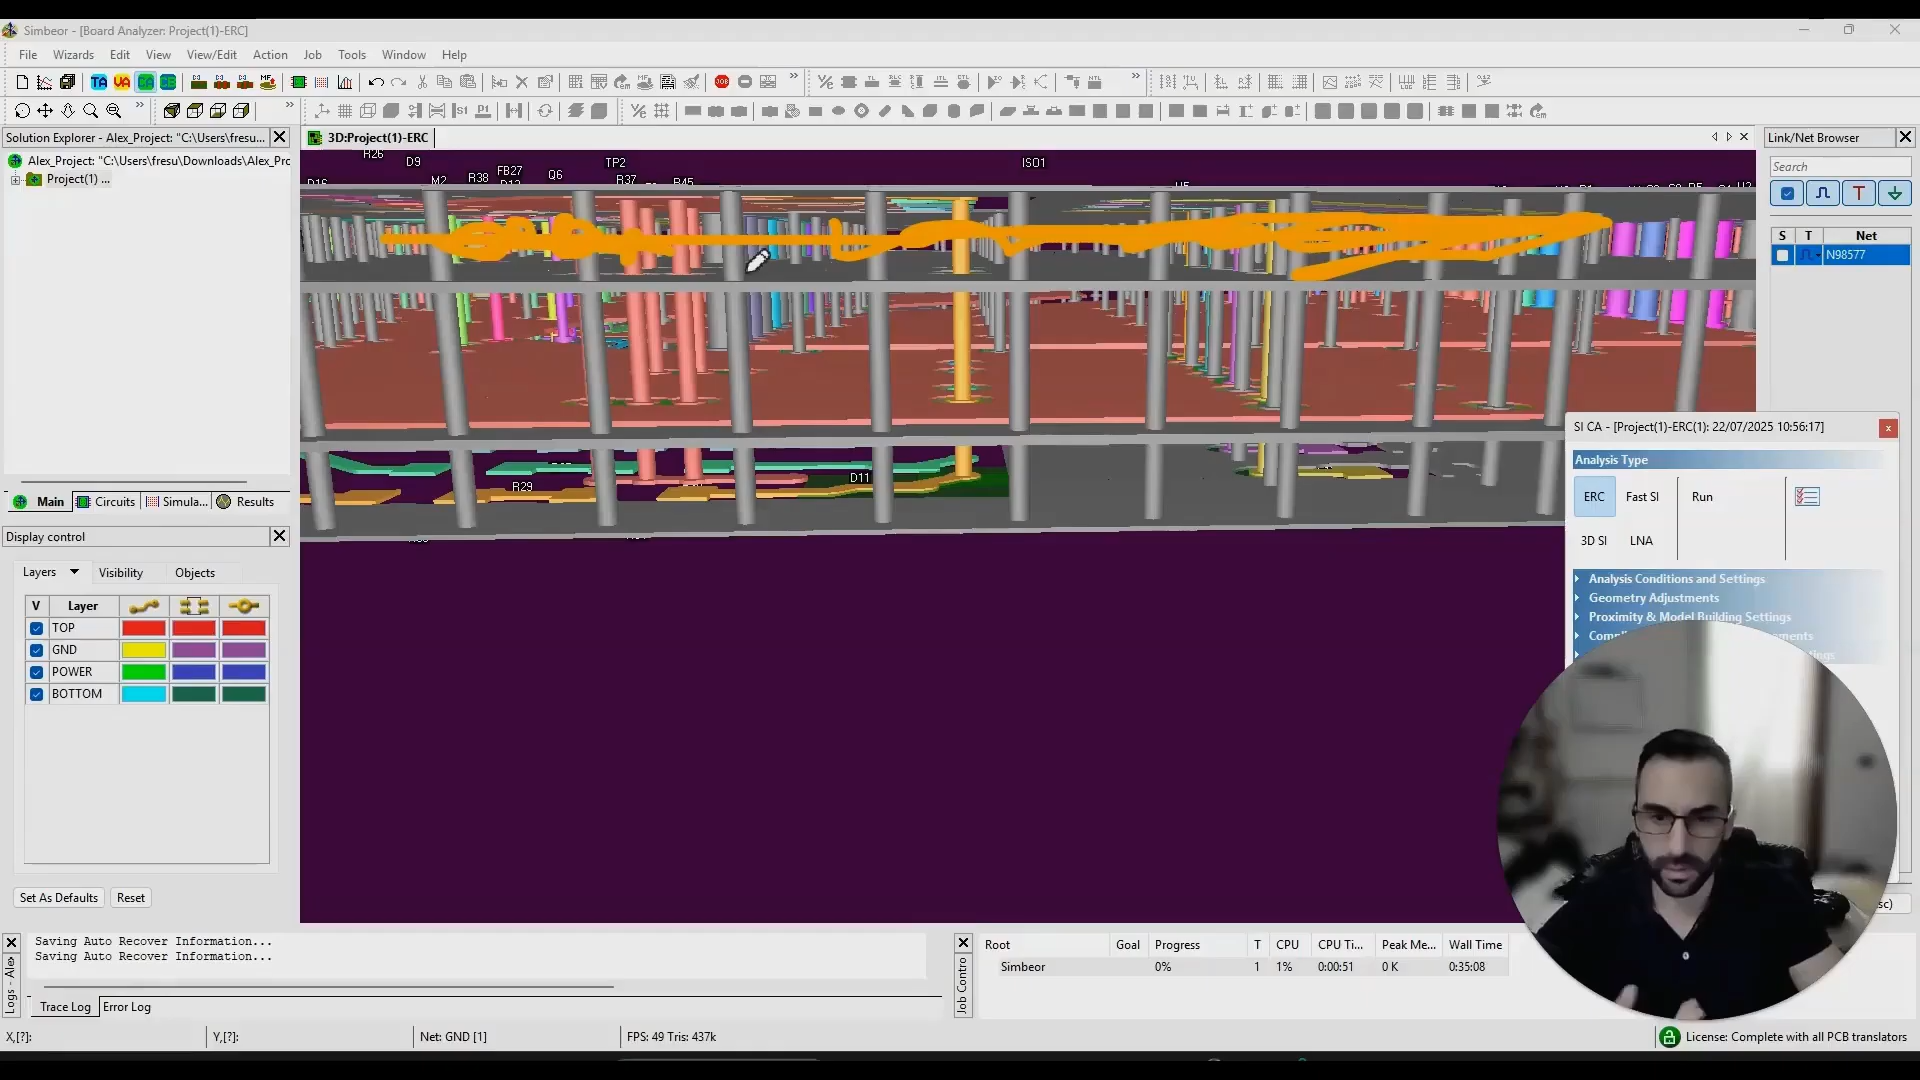 Simbeor - [Board Analyzer: Project(1)-ERC]
File Wizards Edit View View/Edit Action Job Tools Window Help
Solution Explorer - Alex_Project: "C:\Users\fresu...
3D:Project(1)-ERC
Link/Net Browser
Alex_Project: "C:\Users\fresu\Downloads\Alex_Prc
Project(1) ...
Search
S T Net
N98577
R26
D9
TP2
ISO1
FB27
M2
R38
Q6
R37
R45
R29
D11
SI CA - [Project(1)-ERC(1): 22/07/2025 10:56:17]
Analysis Type
ERC Fast SI Run
3D SI LNA
Analysis Conditions and Settings
Geometry Adjustments
Proximity & Model Building Settings
Main Circuits Simula... Results
Display control
Layers Visibility Objects
V Layer
TOP
GND
POWER
BOTTOM
Set As Defaults Reset
Saving Auto Recover Information...
Saving Auto Recover Information...
Trace Log Error Log
Logs - Alex
Job Contro
Root Goal Progress T CPU CPU Ti... Peak Me... Wall Time
Simbeor 0% 1 1% 0:00:51 0 K 0:35:08
X,[?]: Y,[?]: Net: GND [1] FPS: 49 Tris: 437k
License: Complete with all PCB translators